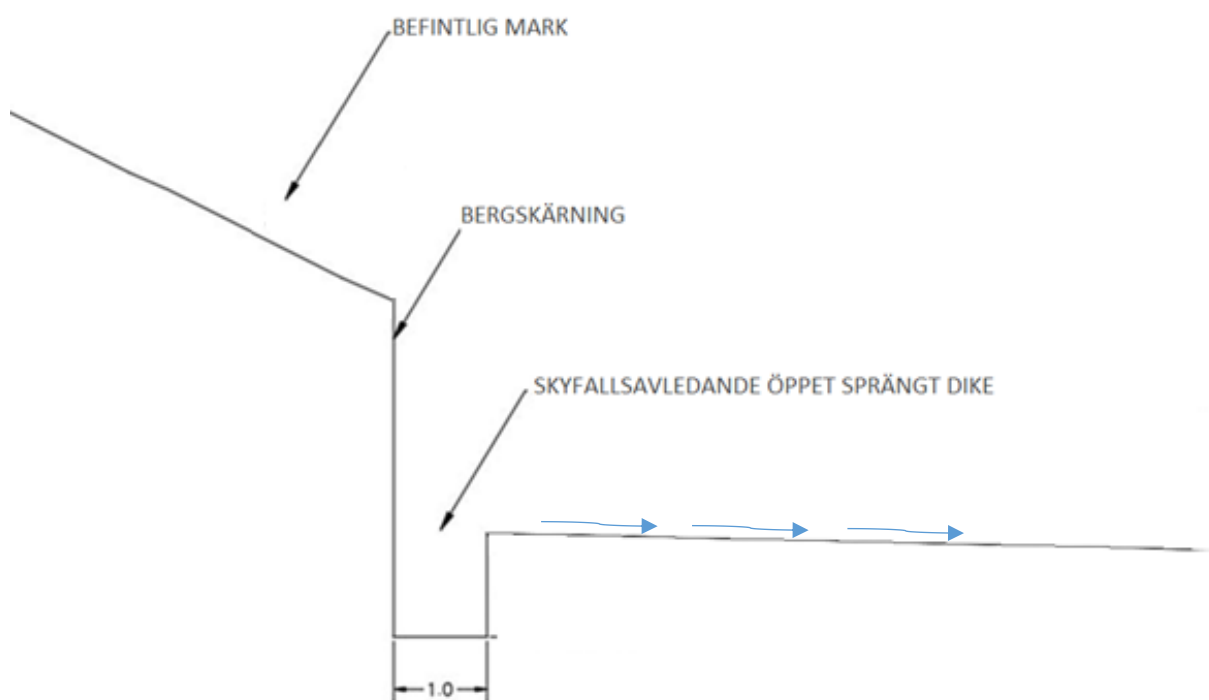 BEFINTLIG MARK
BERGSKÄRNING
SKYFALLSAVLEDANDE ÖPPET SPRÄNGT DIKE
1.0